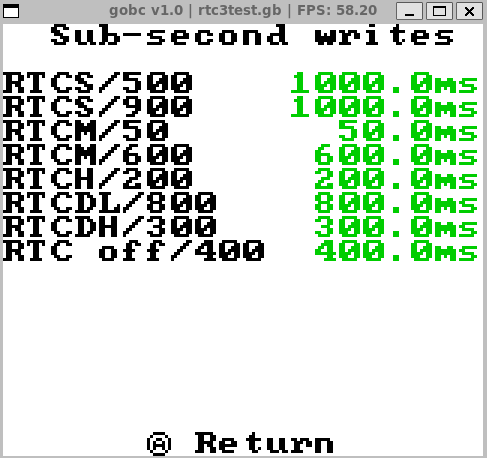 gobc v1.0 | rtc3test.gb | FPS: 58.20
Sub-second writes
RTCS/500 1000.0ms
RTCS/900 1000.0ms
RTCM/50 50.0ms
RTCM/600 600.0ms
RTCH/200 200.0ms
RTCDL/800 800.0ms
RTCDH/300 300.0ms
RTC off/400 400.0ms
Ⓐ Return